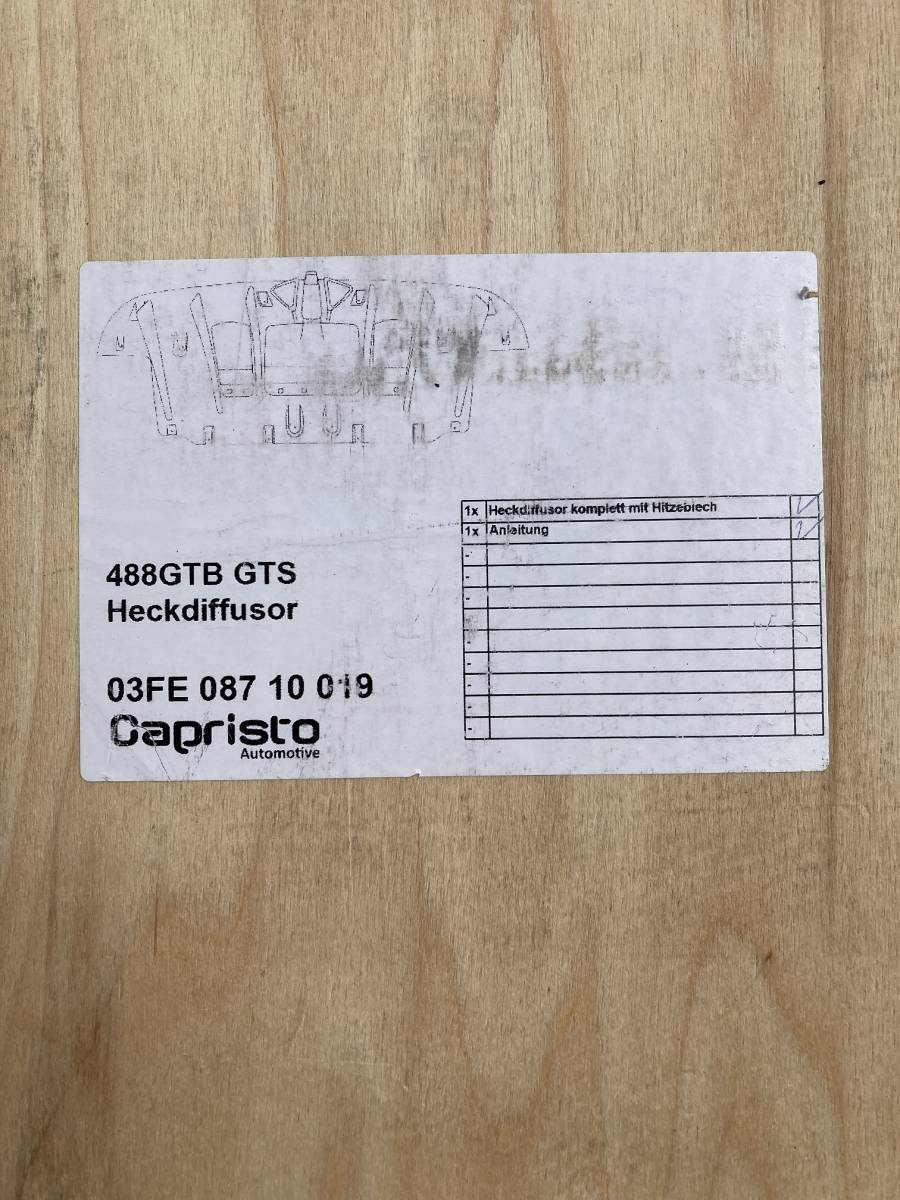 1x Heckdiffusor komplett mit Hitzeblech
1x Anleitung
-
-
-
-
-
-
-
-
-
488GTB GTS
Heckdiffusor
03FE 087 10 019
Capristo
Automotive